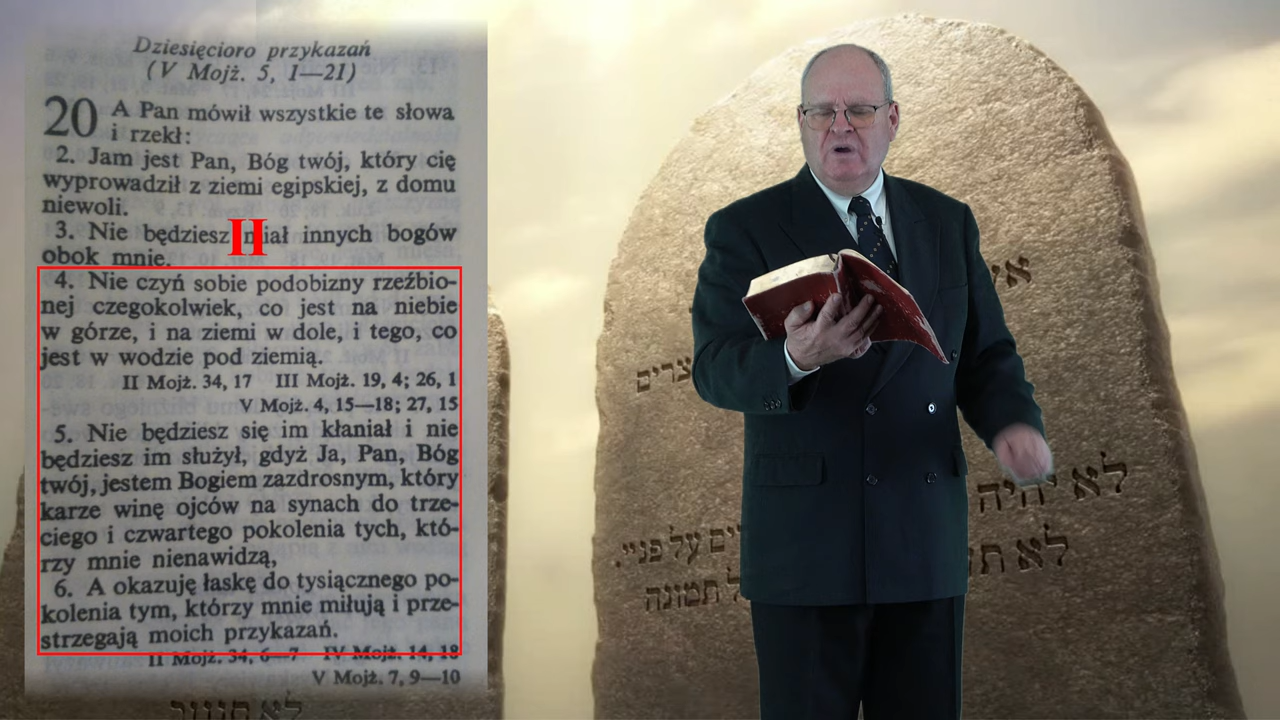 Dziesięcioro przykazań
(V Mojż. 5, 1—21)
20 A Pan mówił wszystkie te słowa
i rzekł:
2. Jam jest Pan, Bóg twój, który cię
wyprowadził z ziemi egipskiej, z domu
niewoli.
3. Nie będziesz miał innych bogów
obok mnie.
II
4. Nie czyń sobie podobizny rzeźbio-
nej czegokolwiek, co jest na niebie
w górze, i na ziemi w dole, i tego, co
jest w wodzie pod ziemią.
II Mojż. 34, 17 III Mojż. 19, 4; 26, 1
V Mojż. 4, 15—18; 27, 15
5. Nie będziesz się im kłaniał i nie
będziesz im służył, gdyż Ja, Pan, Bóg
twój, jestem Bogiem zazdrosnym, który
karze winę ojców na synach do trze-
ciego i czwartego pokolenia tych, któ-
rzy mnie nienawidzą,
6. A okazuję łaskę do tysiącznego po-
kolenia tym, którzy mnie miłują i prze-
strzegają moich przykazań.
II Mojż. 34, 6—7 IV Mojż. 14, 18
V Mojż. 7, 9—10
לא יהיה
על פני".
לא
תמונה